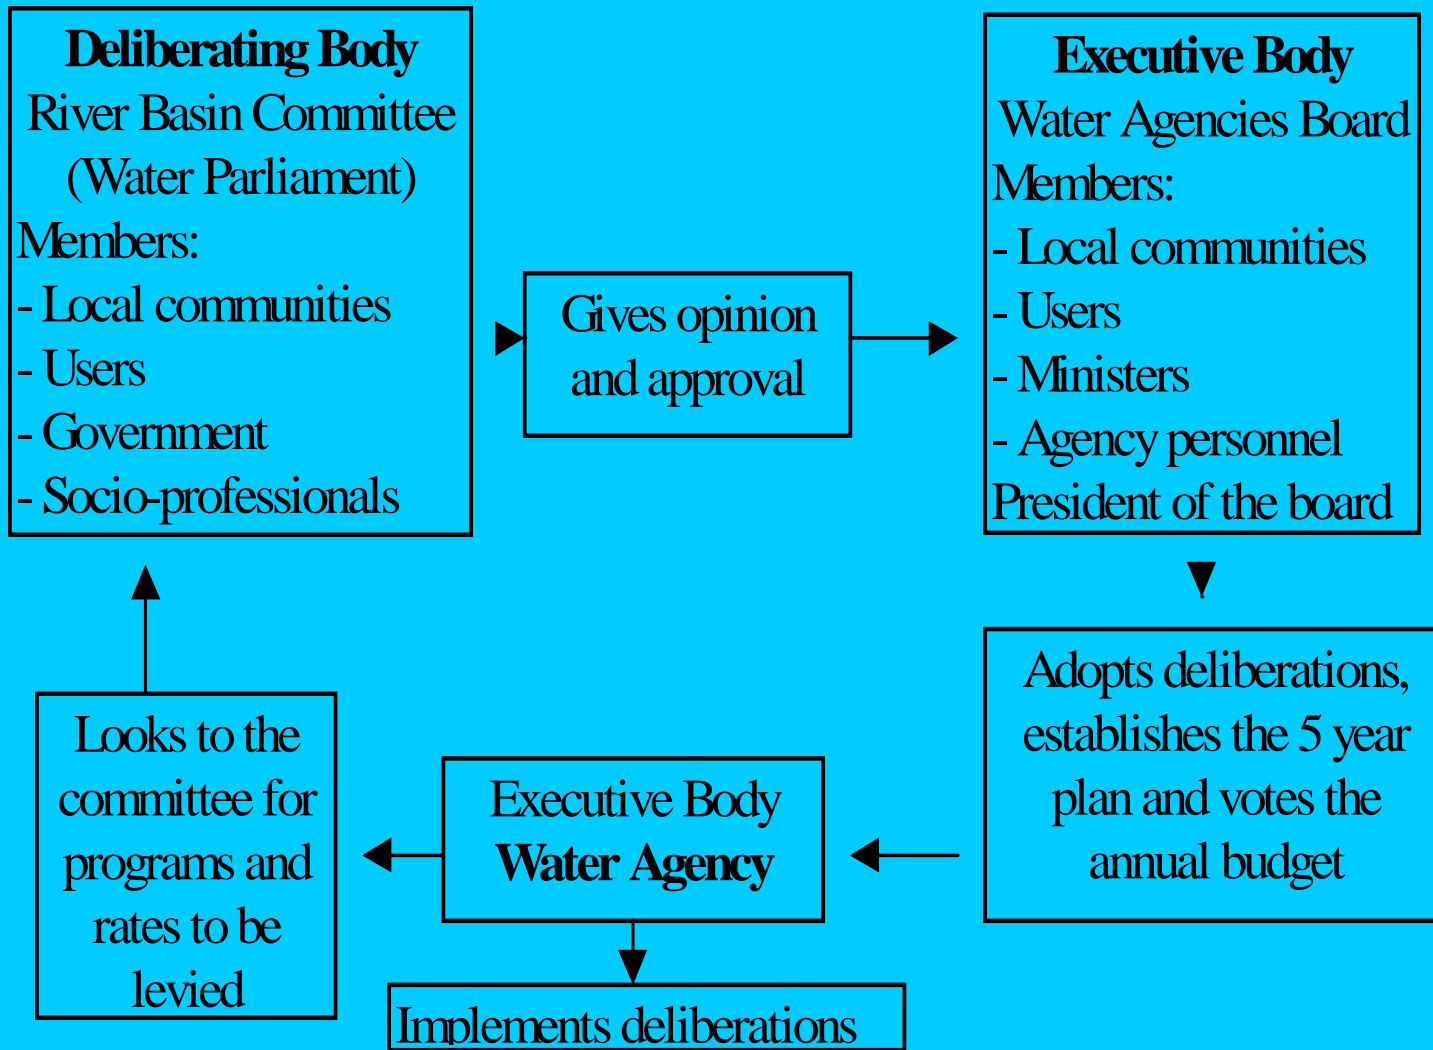 Deliberating Body
River Basin Committee
(Water Parliament)
Members:
- Local communities
- Users
- Government
- Socio-professionals
Gives opinion
and approval
Executive Body
Water Agencies Board
Members:
- Local communities
- Users
- Ministers
- Agency personnel
President of the board
Adopts deliberations,
establishes the 5 year
plan and votes the
annual budget
Executive Body
Water Agency
Implements deliberations
Looks to the
committee for
programs and
rates to be
levied